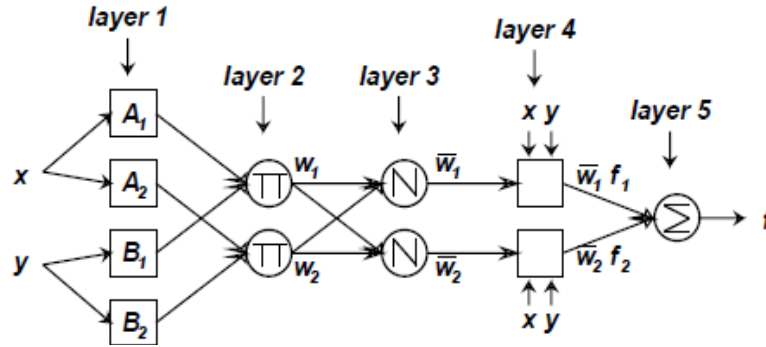 layer 1
layer 2
layer 3
layer 4
layer 5
x
y
A₁
A₂
B₁
B₂
Π
Π
w₁
w₂
N
N
w̅₁
w̅₂
x y
x y
w̅₁ f₁
w̅₂ f₂
Σ
f